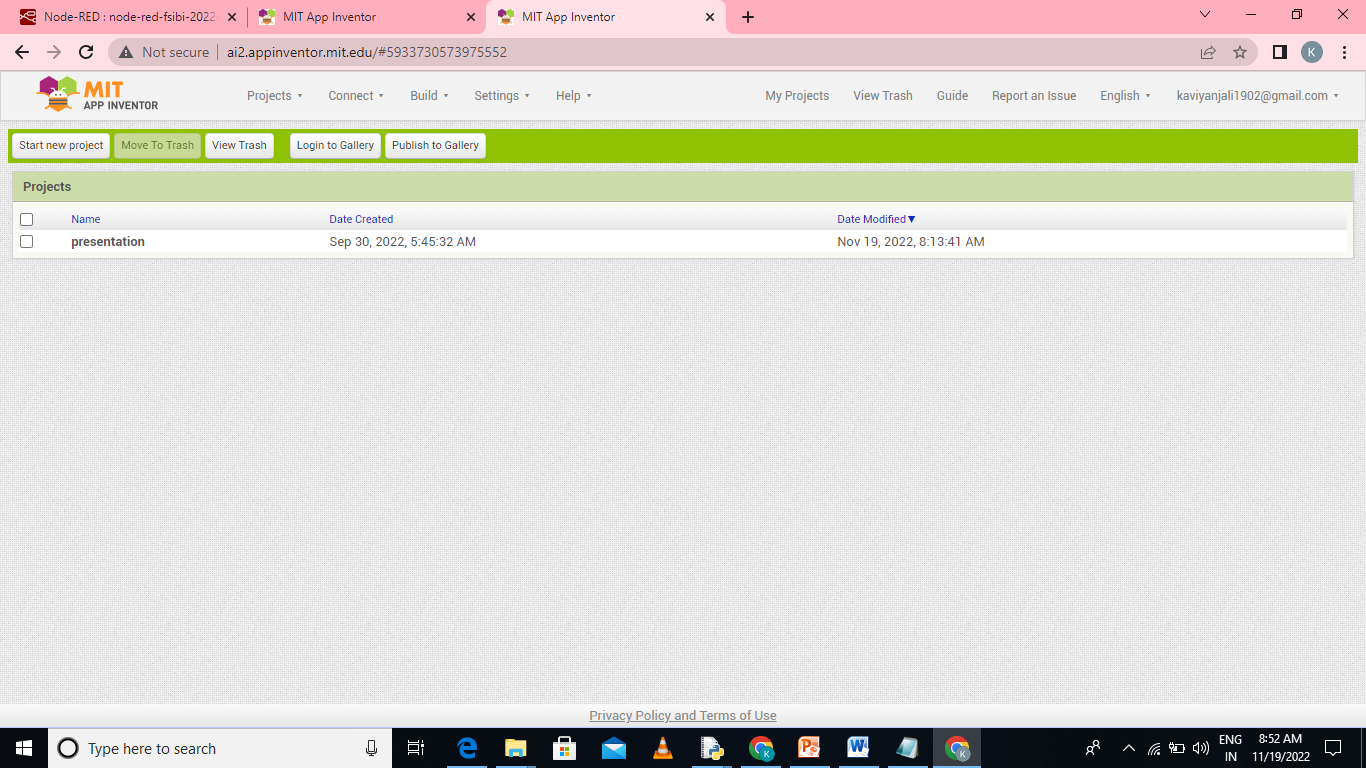 Node-RED : node-red-fsibi-2022
MIT App Inventor
MIT App Inventor
Not secure
ai2.appinventor.mit.edu/#5933730573975552
K
MIT
APP INVENTOR
Projects
Connect
Build
Settings
Help
My Projects
View Trash
Guide
Report an Issue
English
kaviyanjali1902@gmail.com
Start new project
Move To Trash
View Trash
Login to Gallery
Publish to Gallery
Projects
Name
Date Created
Date Modified
presentation
Sep 30, 2022, 5:45:32 AM
Nov 19, 2022, 8:13:41 AM
Privacy Policy and Terms of Use
Type here to search
ENG
IN
8:52 AM
11/19/2022